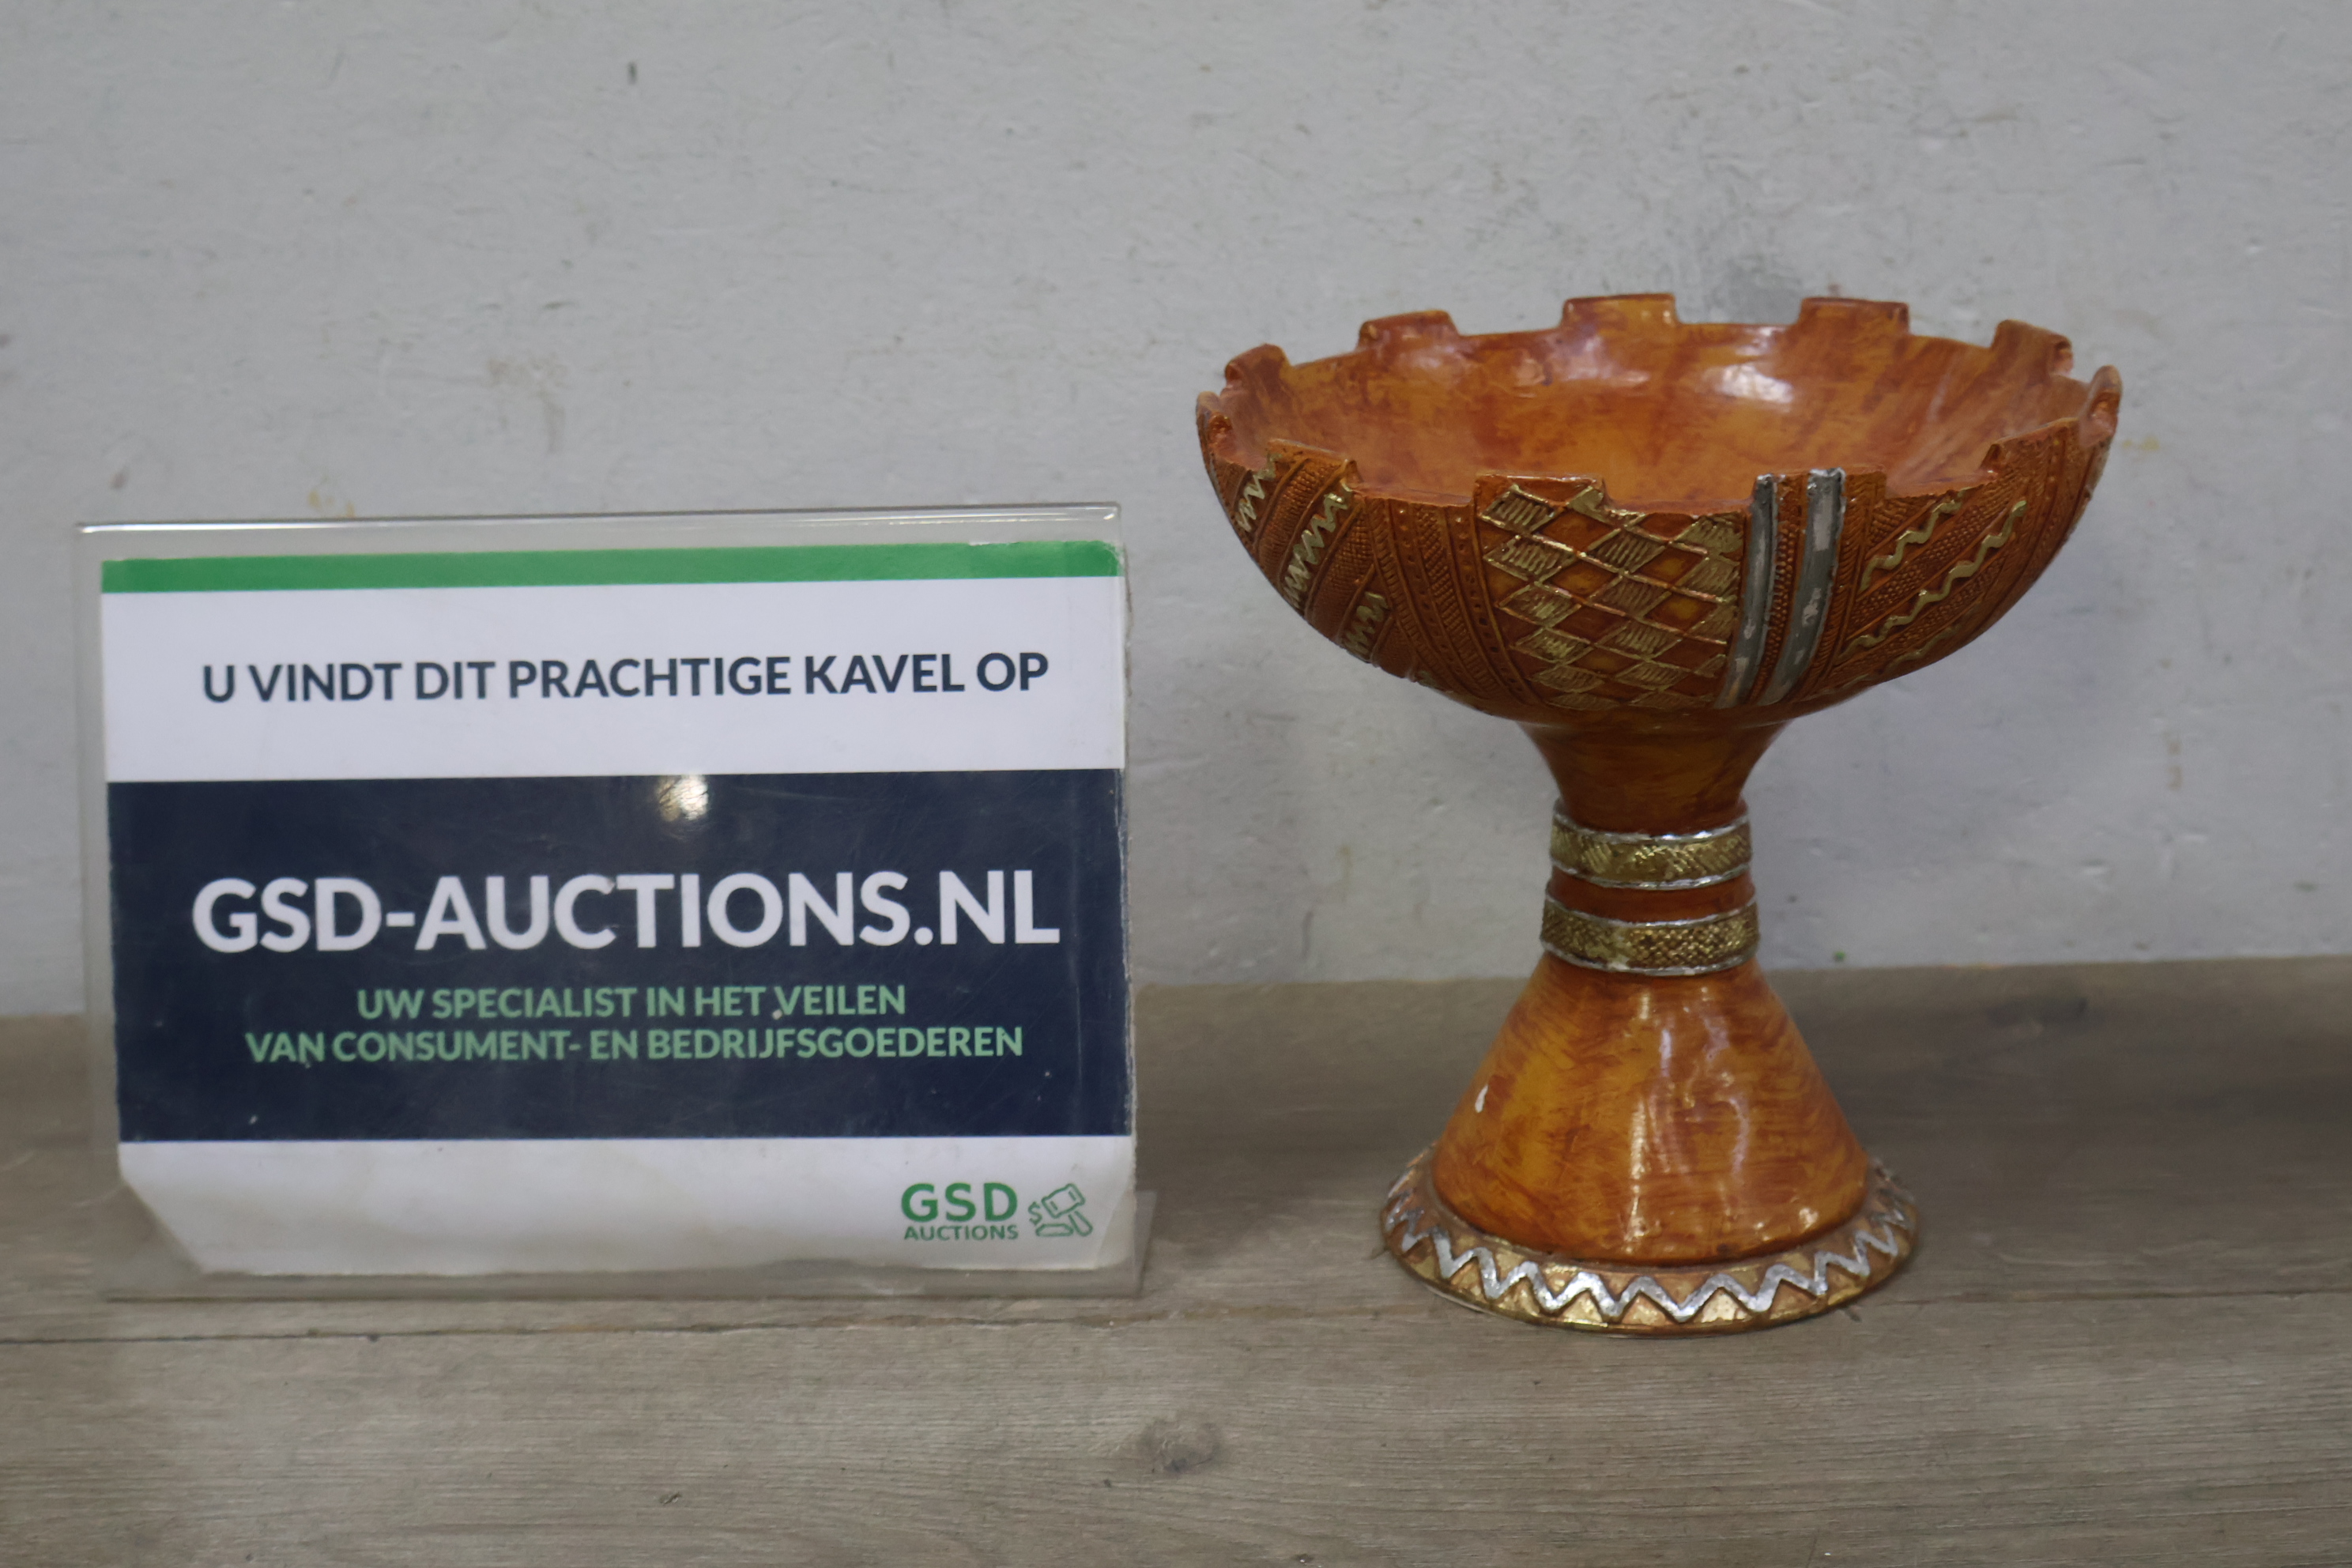 U VINDT DIT PRACHTIGE KAVEL OP
GSD-AUCTIONS.NL
UW SPECIALIST IN HET VEILEN
VAN CONSUMENT- EN BEDRIJFSGOEDEREN
GSD
AUCTIONS